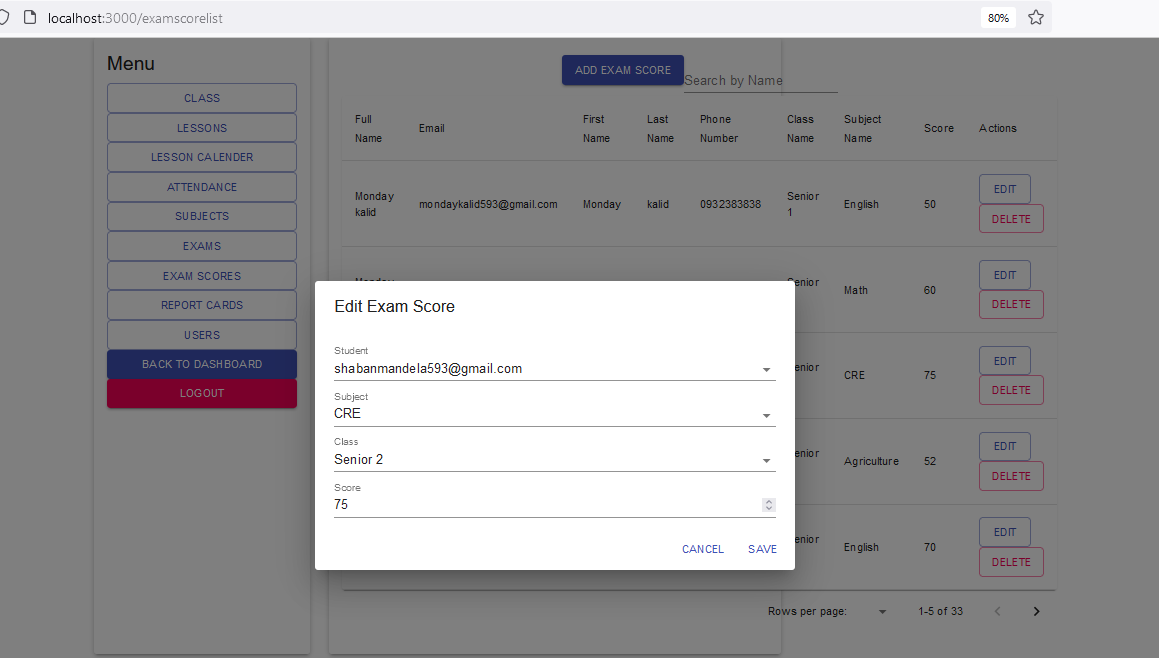 localhost:3000/examscorelist
80%
Menu
CLASS
LESSONS
LESSON CALENDER
ATTENDANCE
SUBJECTS
EXAMS
EXAM SCORES
REPORT CARDS
USERS
BACK TO DASHBOARD
LOGOUT
ADD EXAM SCORE
Search by Name
Full Name Email First Name Last Name Phone Number Class Name Subject Name Score Actions
Monday kalid mondaykalid593@gmail.com Monday kalid 0932383838 Senior 1 English 50 EDIT
DELETE
Math 60 EDIT
DELETE
CRE 75 EDIT
DELETE
Agriculture 52 EDIT
DELETE
English 70 EDIT
DELETE
Edit Exam Score
Student
shabanmandela593@gmail.com
Subject
CRE
Class
Senior 2
Score
75
CANCEL SAVE
Rows per page: 1-5 of 33